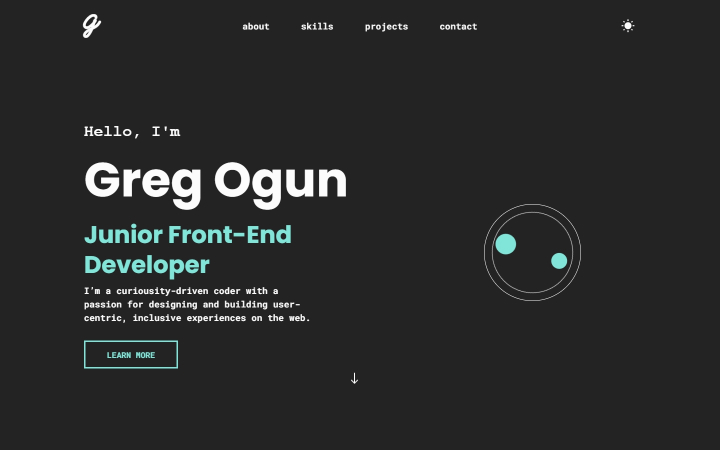 g
about skills projects contact
Hello, I'm
Greg Ogun
Junior Front-End
Developer
I'm a curiousity-driven coder with a
passion for designing and building user-
centric, inclusive experiences on the web.
LEARN MORE